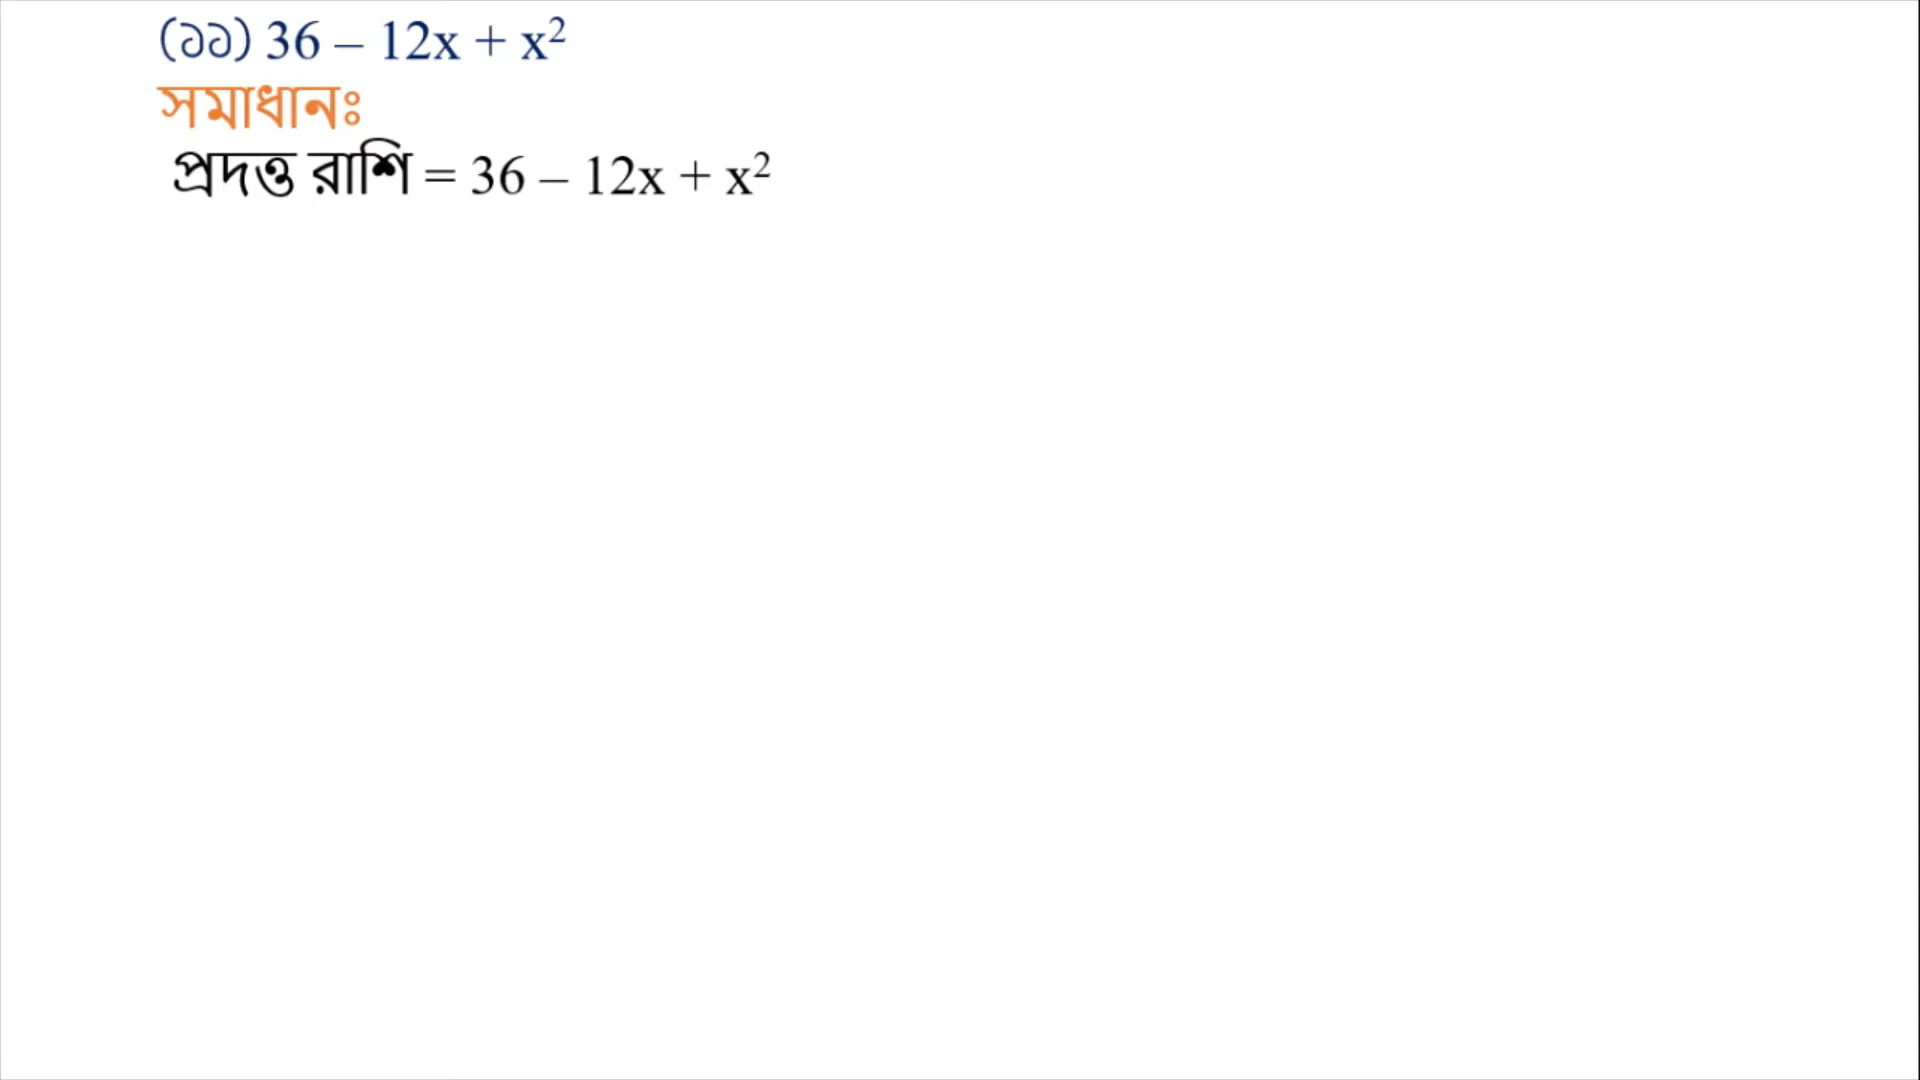 (১১) 36 – 12x + x²
সমাধানঃ
প্রদত্ত রাশি = 36 – 12x + x²